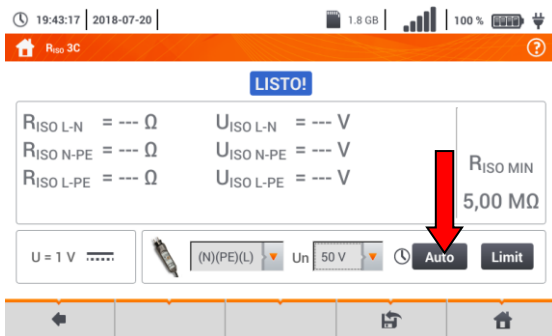 19:43:17 2018-07-20 1.8 GB 100 %
RISO 3C ?
LISTO!
RISO L-N = --- Ω UISO L-N = --- V
RISO N-PE = --- Ω UISO N-PE = --- V
RISO L-PE = --- Ω UISO L-PE = --- V
RISO MIN
5,00 MΩ
U = 1 V (N)(PE)(L) Un 50 V Auto Limit